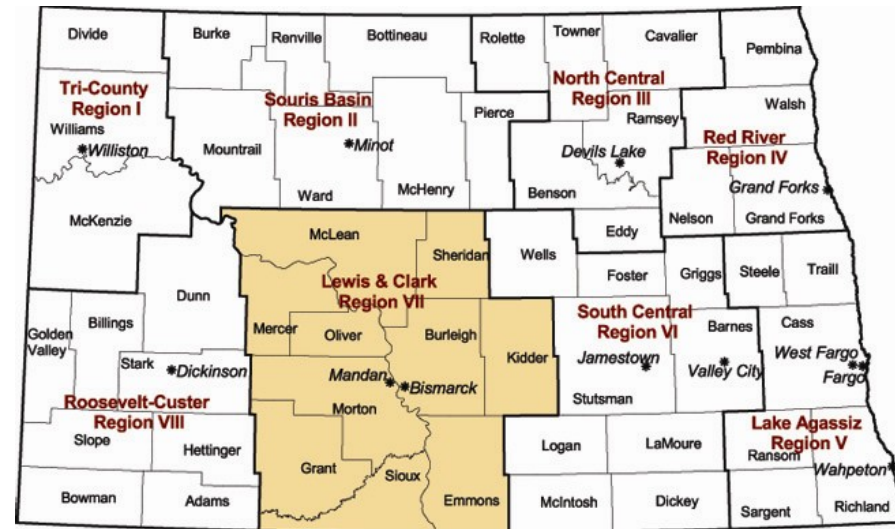 Divide
Burke
Renville
Bottineau
Rolette
Towner
Cavalier
Pembina
Tri-County
Region I
Williams
Williston
McKenzie
Souris Basin
Region II
Minot
Mountrail
Ward
McHenry
Pierce
North Central
Region III
Ramsey
Devils Lake
Benson
Eddy
Walsh
Red River
Region IV
Grand Forks
Nelson
Grand Forks
McLean
Sheridan
Lewis & Clark
Region VII
Mercer
Oliver
Burleigh
Kidder
Mandan
Bismarck
Morton
Grant
Sioux
Emmons
Wells
Foster
Griggs
Steele
Traill
South Central
Region VI
Barnes
Jamestown
Valley City
Stutsman
Cass
West Fargo
Fargo
Dunn
Golden
Valley
Billings
Stark
Dickinson
Roosevelt-Custer
Region VIII
Slope
Hettinger
Bowman
Adams
Logan
LaMoure
McIntosh
Dickey
Lake Agassiz
Region V
Ransom
Wahpeton
Sargent
Richland